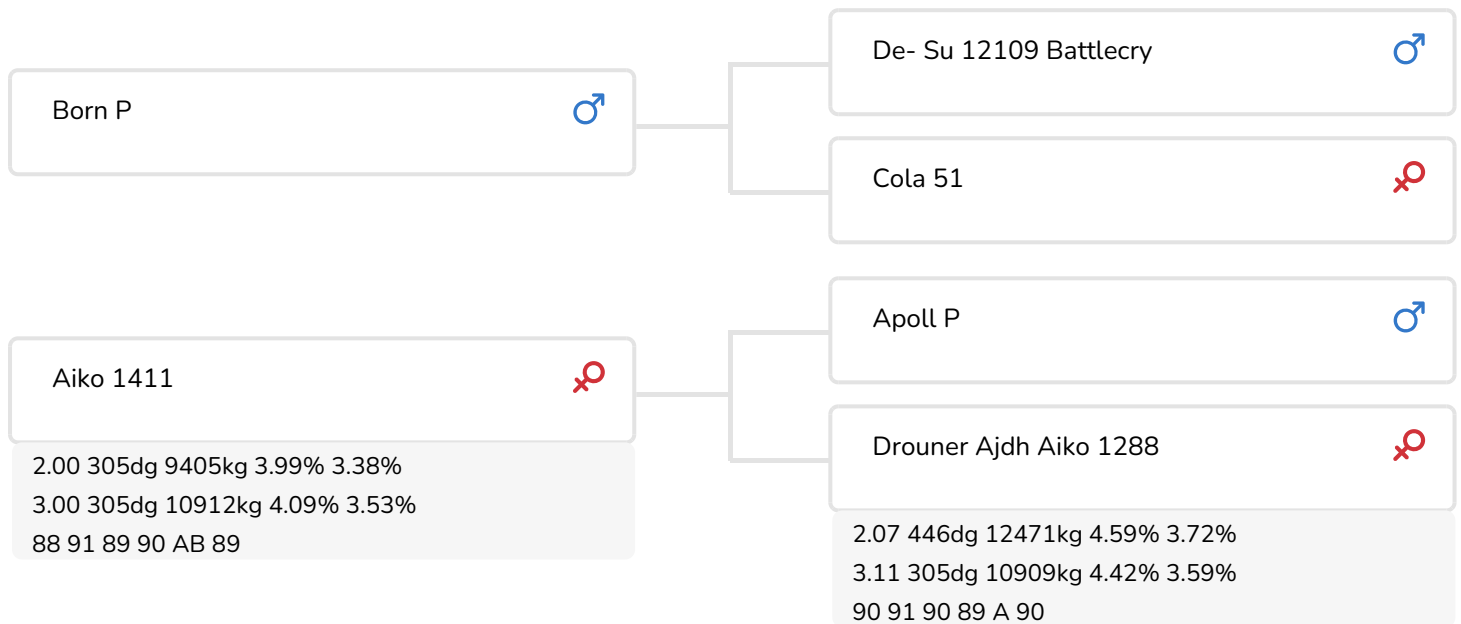 Born P
De- Su 12109 Battlecry
Cola 51
Aiko 1411
2.00 305dg 9405kg 3.99% 3.38%
3.00 305dg 10912kg 4.09% 3.53%
88 91 89 90 AB 89
Apoll P
Drouner Ajdh Aiko 1288
2.07 446dg 12471kg 4.59% 3.72%
3.11 305dg 10909kg 4.42% 3.59%
90 91 90 89 A 90